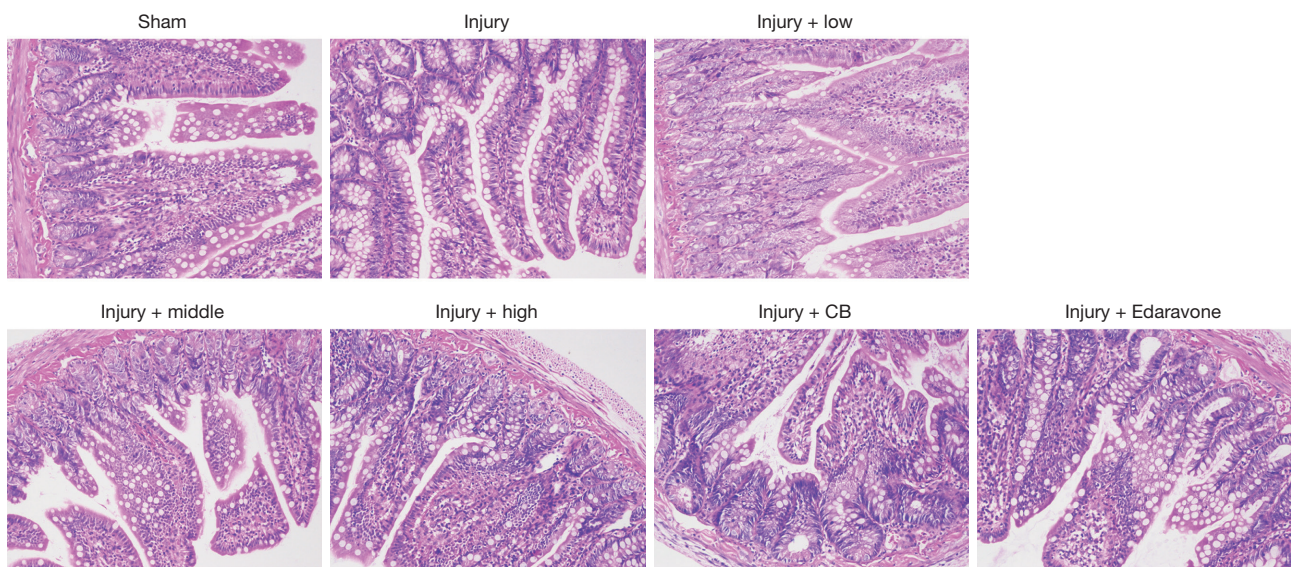 Sham
Injury
Injury + low
Injury + middle
Injury + high
Injury + CB
Injury + Edaravone